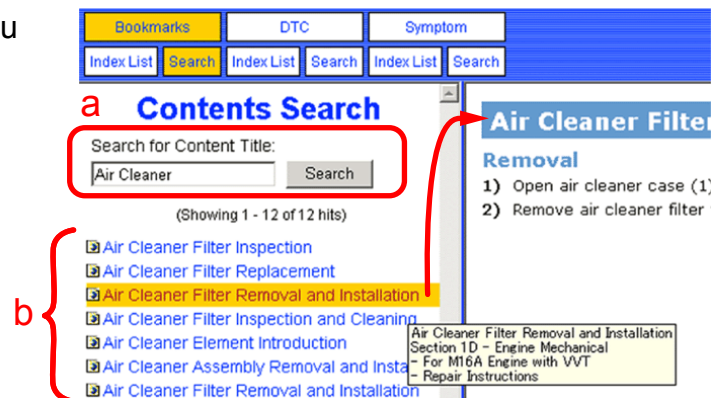 u
Bookmarks DTC Symptom
Index List Search Index List Search Index List Search
a
Contents Search
Search for Content Title:
Air Cleaner Search
(Showing 1 - 12 of 12 hits)
b
Air Cleaner Filter Inspection
Air Cleaner Filter Replacement
Air Cleaner Filter Removal and Installation
Air Cleaner Filter Inspection and Cleaning
Air Cleaner Element Introduction
Air Cleaner Assembly Removal and Insta
Air Cleaner Filter Removal and Installation
Air Cleaner Filter Removal and Installation
Section 1D - Engine Mechanical
- For M16A Engine with VVT
- Repair Instructions
Air Cleaner Filter
Removal
1) Open air cleaner case (1)
2) Remove air cleaner filter